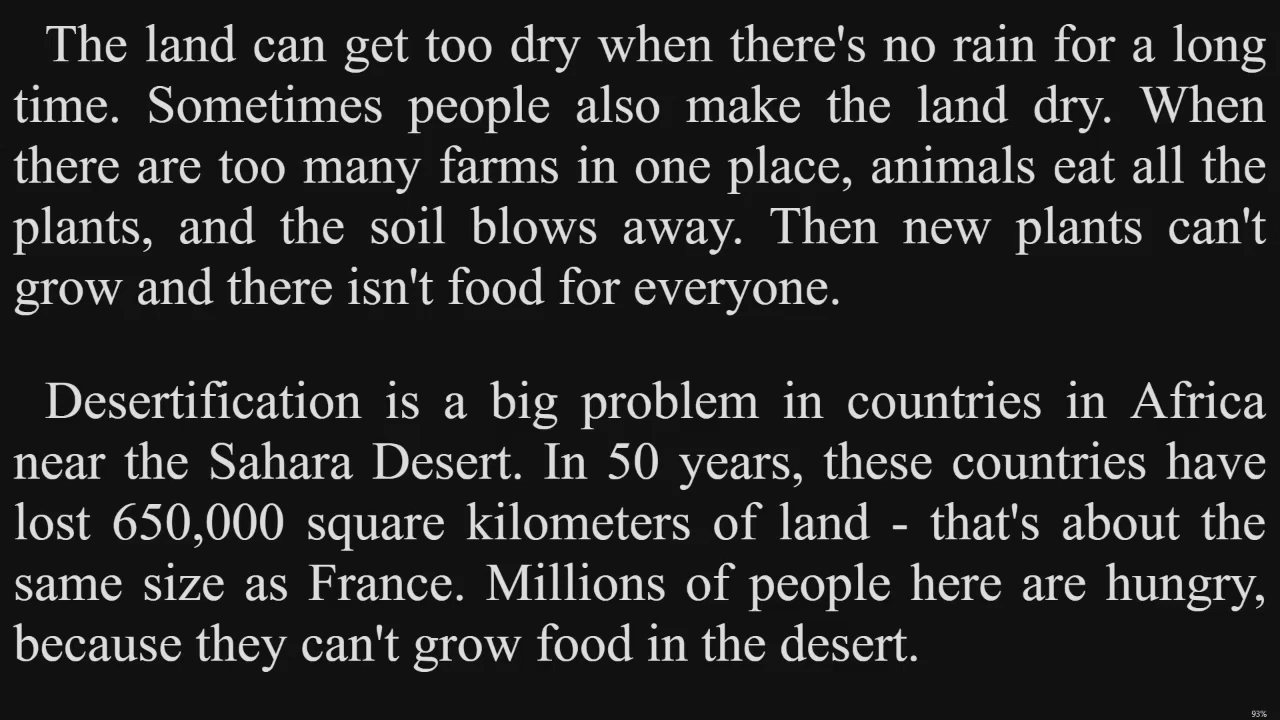 The land can get too dry when there's no rain for a long
time. Sometimes people also make the land dry. When
there are too many farms in one place, animals eat all the
plants, and the soil blows away. Then new plants can't
grow and there isn't food for everyone.
Desertification is a big problem in countries in Africa
near the Sahara Desert. In 50 years, these countries have
lost 650,000 square kilometers of land - that's about the
same size as France. Millions of people here are hungry,
because they can't grow food in the desert.
93%